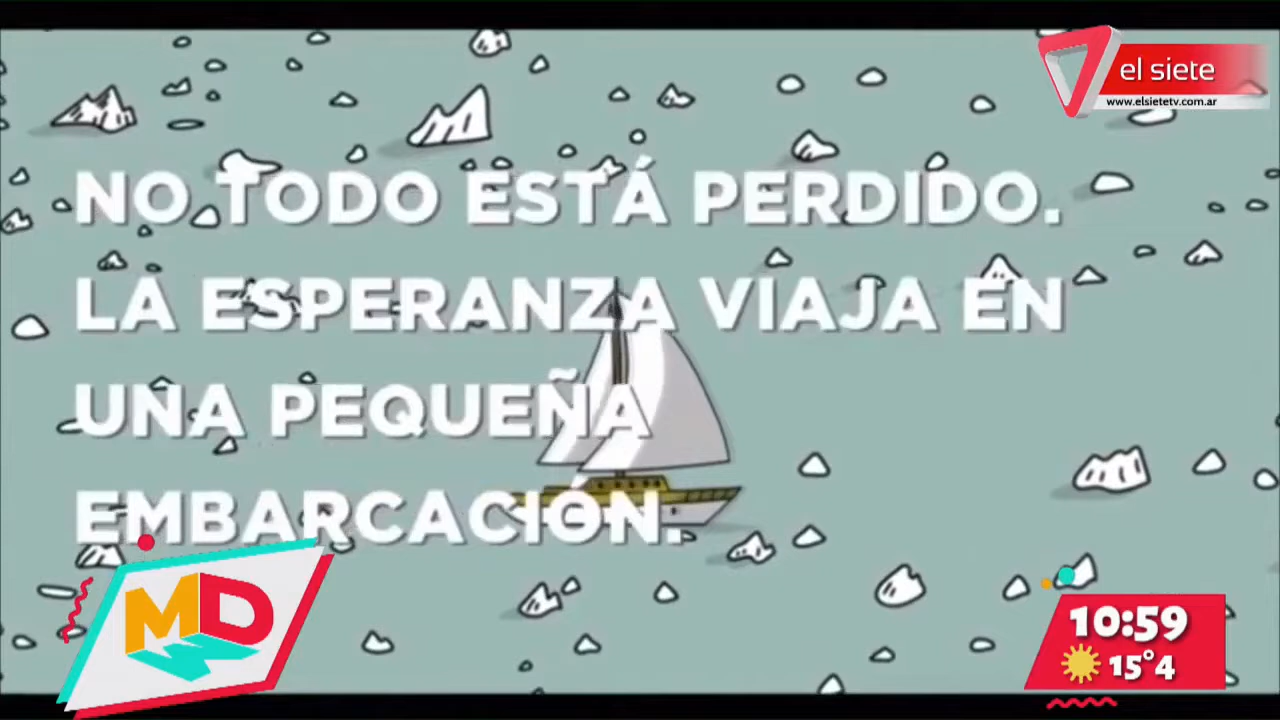 el siete
www.elsietetv.com.ar
NO TODO ESTÁ PERDIDO.
LA ESPERANZA VIAJA EN
UNA PEQUEÑA
EMBARCACIÓN.
MD
10:59
15°4